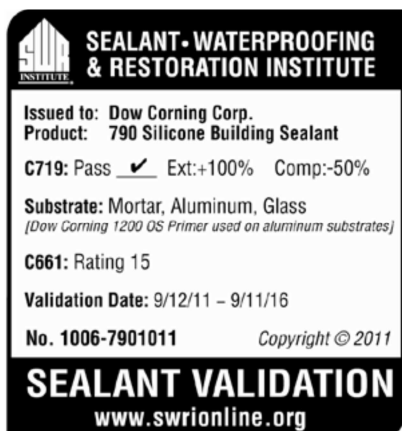 SWR
INSTITUTE
SEALANT • WATERPROOFING
& RESTORATION INSTITUTE
Issued to: Dow Corning Corp.
Product: 790 Silicone Building Sealant
C719: Pass ✔ Ext:+100% Comp:-50%
Substrate: Mortar, Aluminum, Glass
[Dow Corning 1200 OS Primer used on aluminum substrates]
C661: Rating 15
Validation Date: 9/12/11 – 9/11/16
No. 1006-7901011 Copyright © 2011
SEALANT VALIDATION
www.swrionline.org